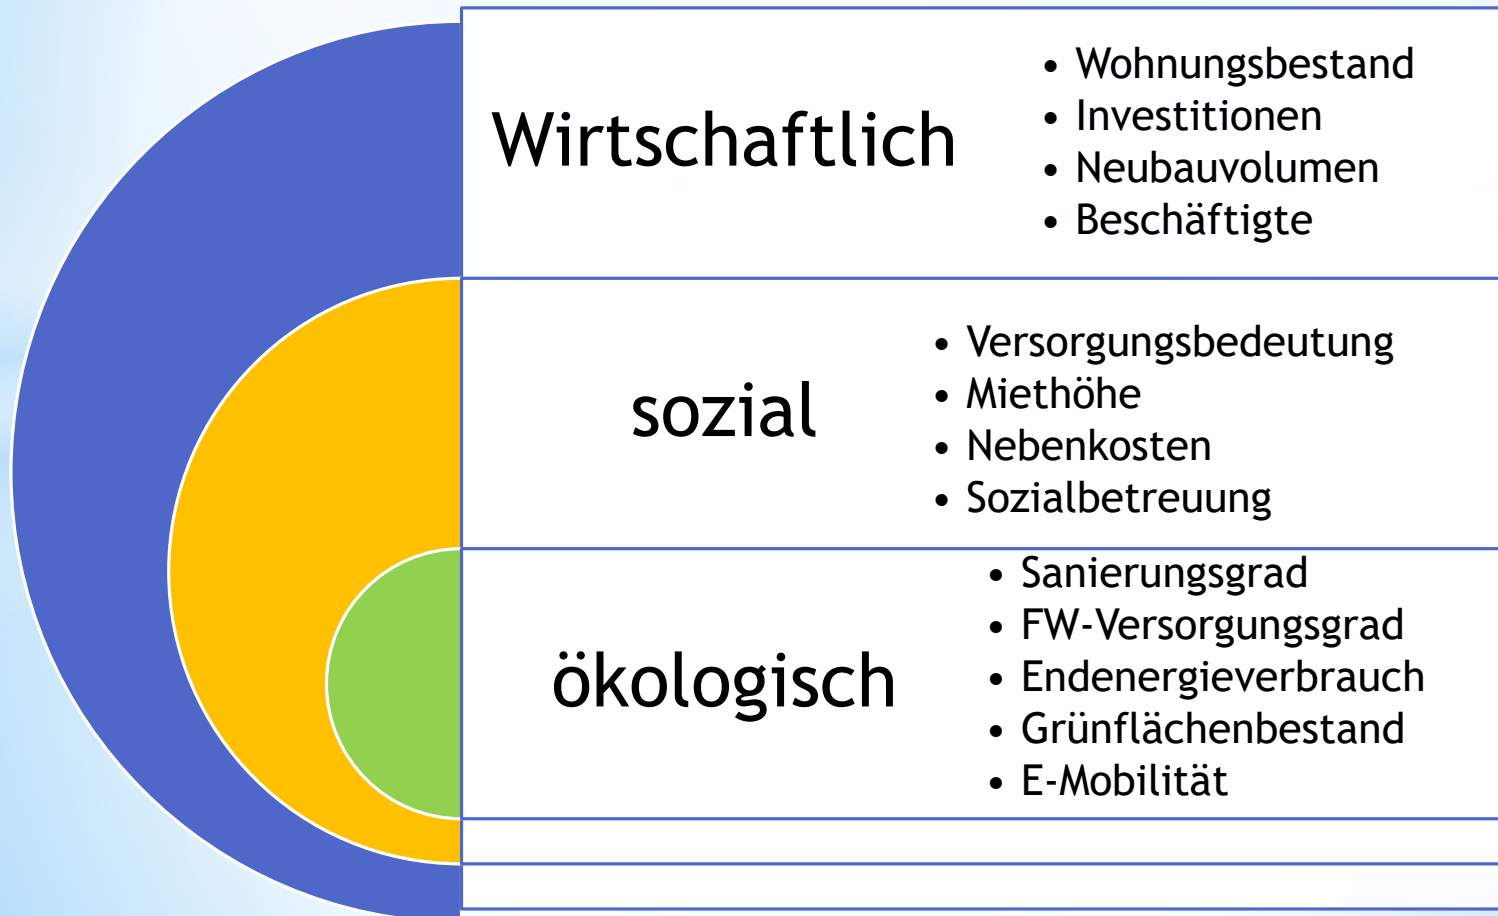 Wirtschaftlich
• Wohnungsbestand
• Investitionen
• Neubauvolumen
• Beschäftigte
sozial
• Versorgungsbedeutung
• Miethöhe
• Nebenkosten
• Sozialbetreuung
ökologisch
• Sanierungsgrad
• FW-Versorgungsgrad
• Endenergieverbrauch
• Grünflächenbestand
• E-Mobilität